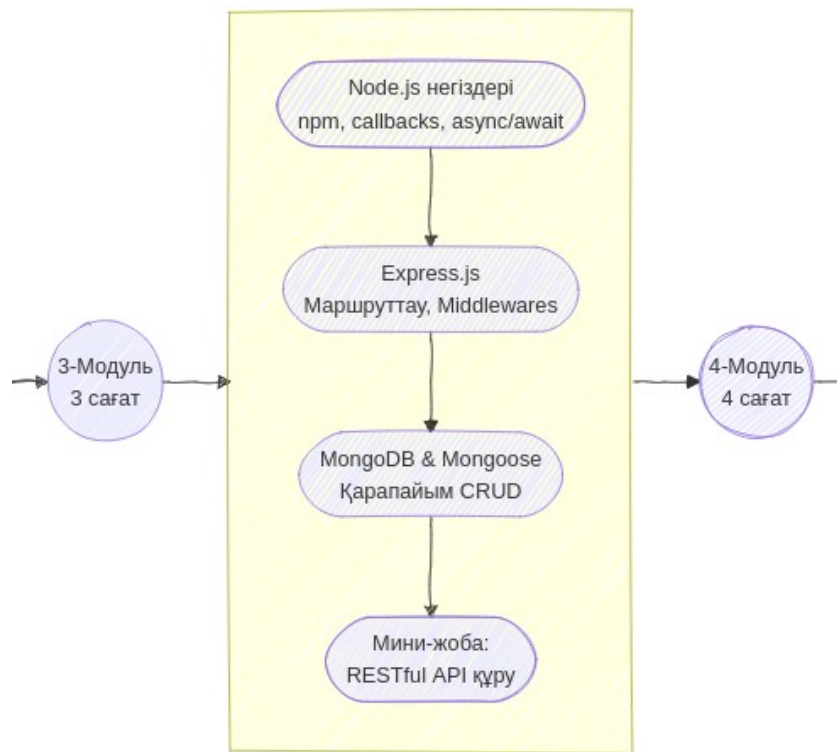 Node.js негіздері
npm, callbacks, async/await
Express.js
Маршруттау, Middlewares
3-Модуль
3 сағат
4-Модуль
4 сағат
MongoDB & Mongoose
Қарапайым CRUD
Мини-жоба:
RESTful API құру